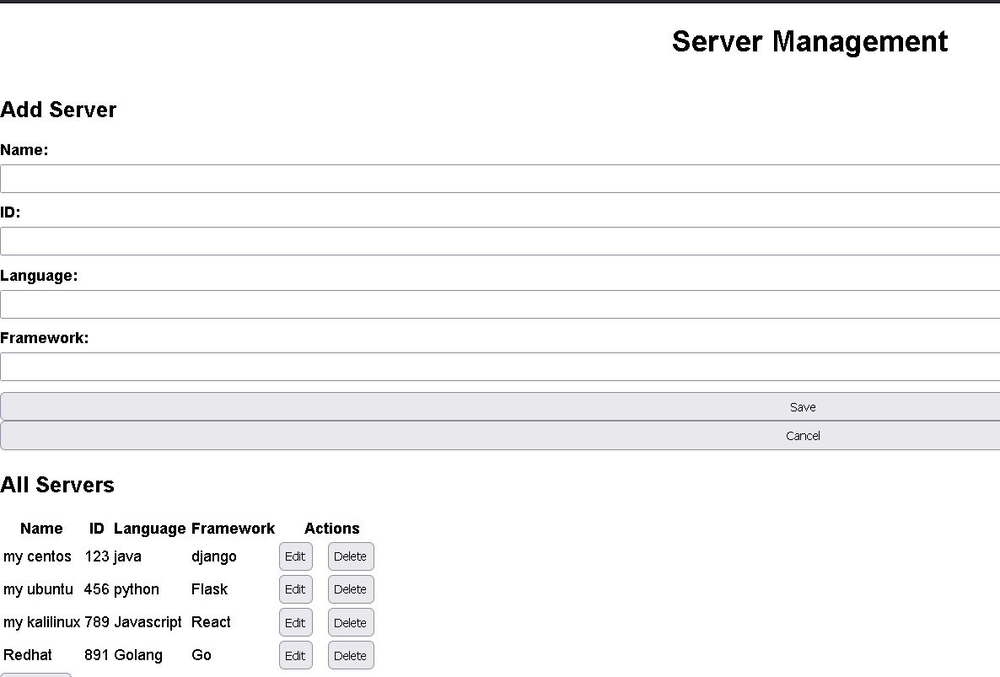 Server Management
Add Server
Name:
ID:
Language:
Framework:
Save
Cancel
All Servers
Name ID Language Framework Actions
my centos 123 java django Edit Delete
my ubuntu 456 python Flask Edit Delete
my kalilinux 789 Javascript React Edit Delete
Redhat 891 Golang Go Edit Delete